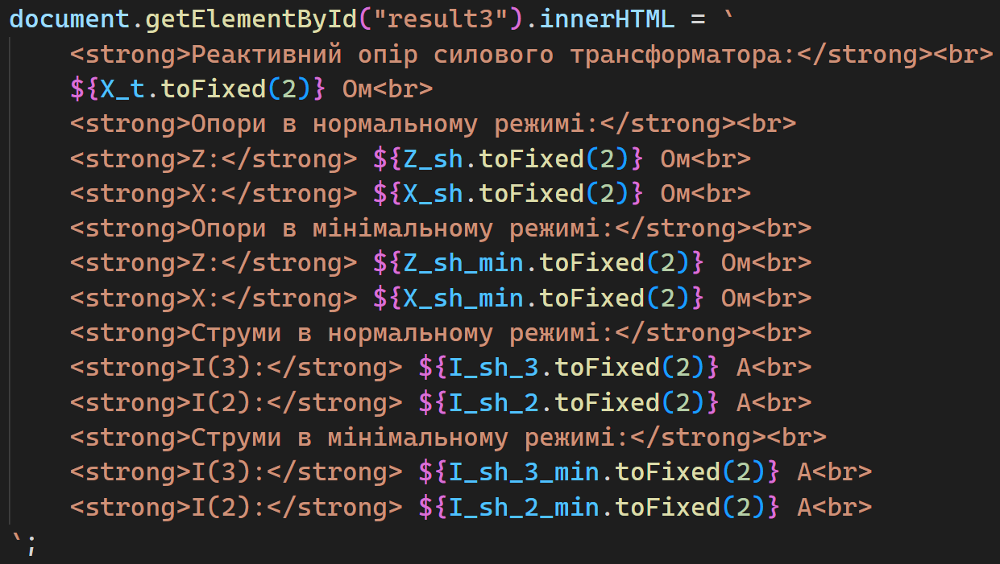 document.getElementById("result3").innerHTML = `
<strong>Реактивний опір силового трансформатора:</strong><br>
${X_t.toFixed(2)} Ом<br>
<strong>Опори в нормальному режимі:</strong><br>
<strong>Z:</strong> ${Z_sh.toFixed(2)} Ом<br>
<strong>X:</strong> ${X_sh.toFixed(2)} Ом<br>
<strong>Опори в мінімальному режимі:</strong><br>
<strong>Z:</strong> ${Z_sh_min.toFixed(2)} Ом<br>
<strong>X:</strong> ${X_sh_min.toFixed(2)} Ом<br>
<strong>Струми в нормальному режимі:</strong><br>
<strong>I(3):</strong> ${I_sh_3.toFixed(2)} А<br>
<strong>I(2):</strong> ${I_sh_2.toFixed(2)} А<br>
<strong>Струми в мінімальному режимі:</strong><br>
<strong>I(3):</strong> ${I_sh_3_min.toFixed(2)} А<br>
<strong>I(2):</strong> ${I_sh_2_min.toFixed(2)} А<br>
`;